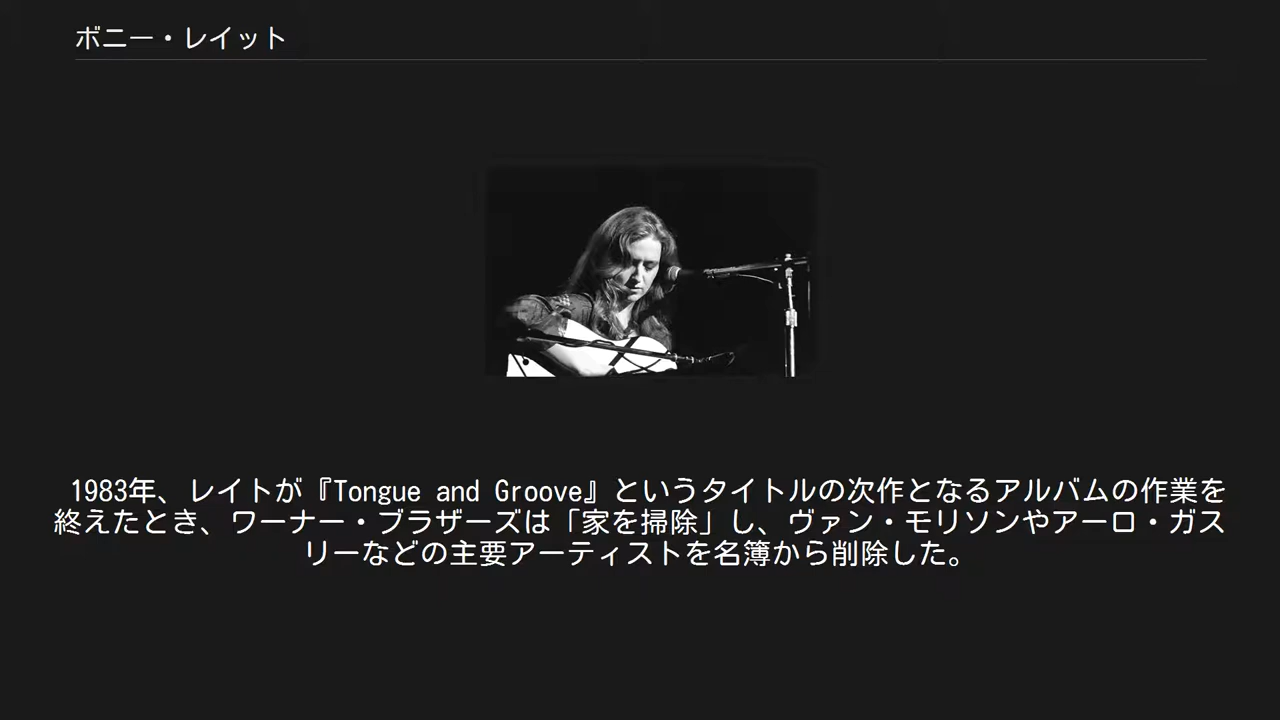 ボニー・レイット
1983年、レイトが『Tongue and Groove』というタイトルの次作となるアルバムの作業を
終えたとき、ワーナー・ブラザーズは「家を掃除」し、ヴァン・モリソンやアーロ・ガス
リーなどの主要アーティストを名簿から削除した。